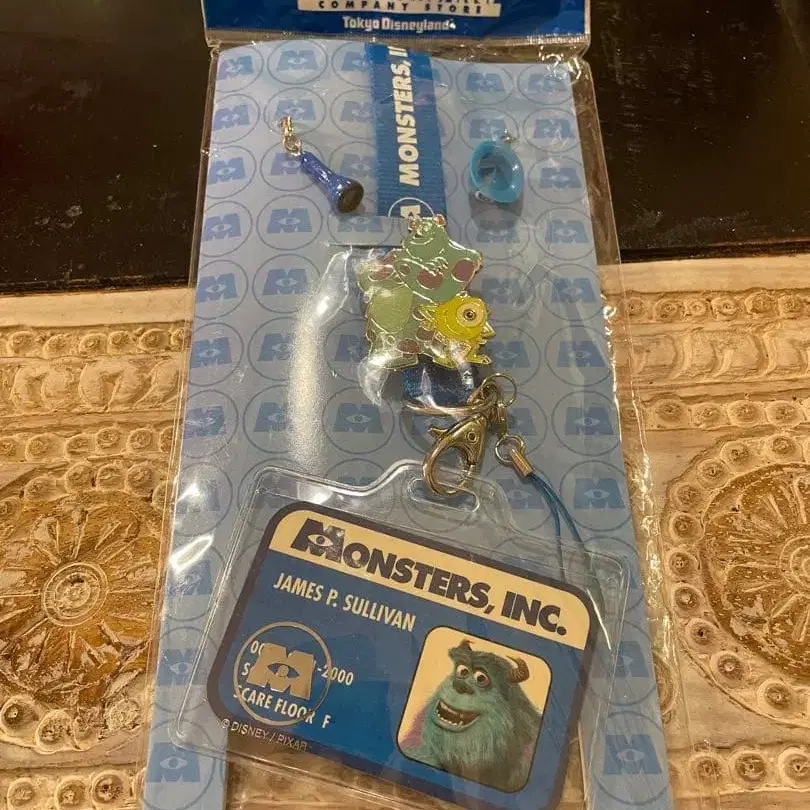 COMPANY STORE
Tokyo Disneyland
MONSTERS, I
MONSTERS, INC.
JAMES P. SULLIVAN
-2000
SCARE FLOOR F
© DISNEY / PIXAR